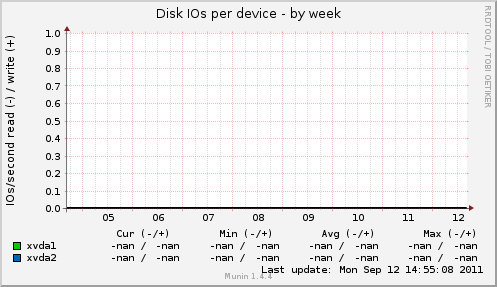 Disk IOs per device - by week
RRDTOOL / TOBI OETIKER
IOs/second read (-) / write (+)
1.0
0.9
0.8
0.7
0.6
0.5
0.4
0.3
0.2
0.1
0.0
05 06 07 08 09 10 11 12
Cur (-/+) Min (-/+) Avg (-/+) Max (-/+)
xvda1 -nan / -nan -nan / -nan -nan / -nan -nan / -nan
xvda2 -nan / -nan -nan / -nan -nan / -nan -nan / -nan
Last update: Mon Sep 12 14:55:08 2011
Munin 1.4.4